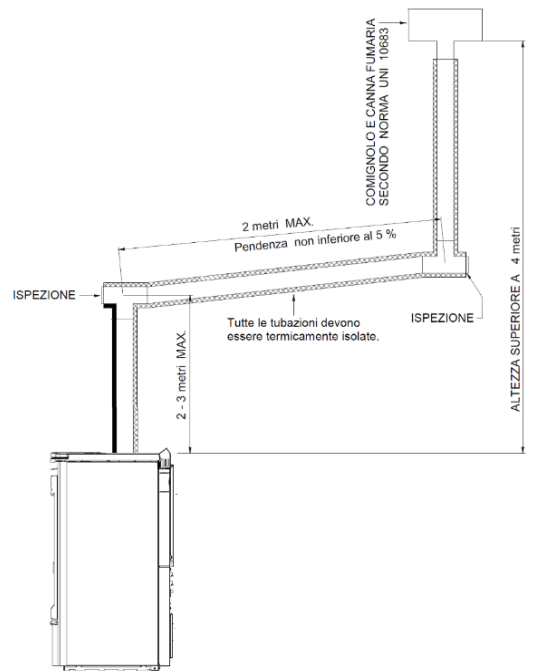 COMIGNOLO E CANNA FUMARIA
SECONDO NORMA UNI 10683
2 metri MAX.
Pendenza non inferiore al 5 %
ISPEZIONE
ISPEZIONE
Tutte le tubazioni devono
essere termicamente isolate.
2 - 3 metri MAX.
ALTEZZA SUPERIORE A 4 metri